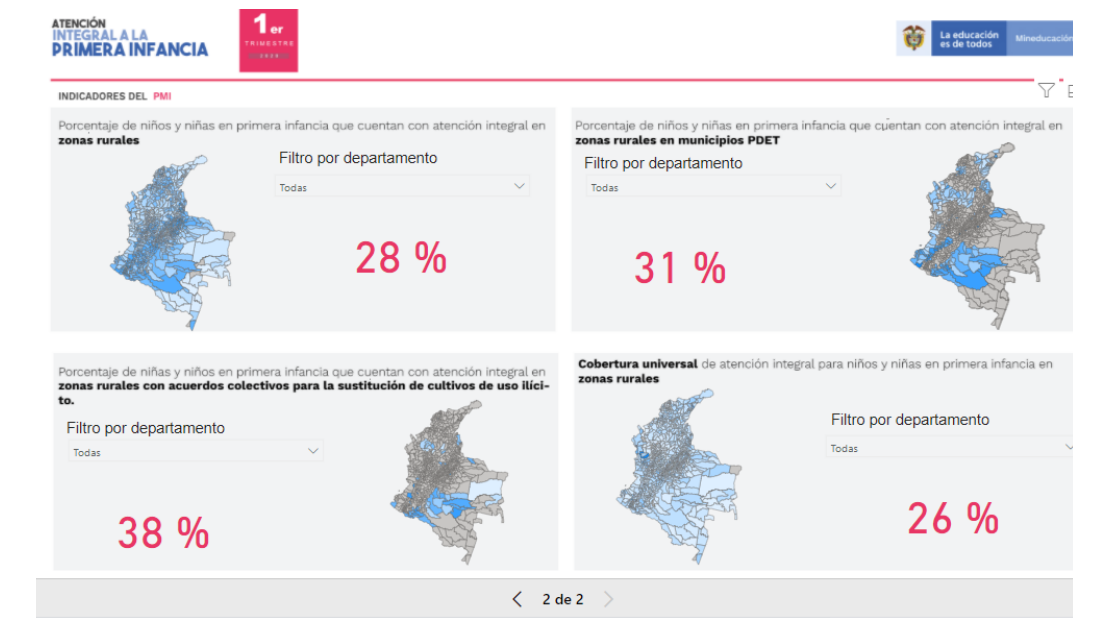 ATENCIÓN
INTEGRAL A LA
PRIMERA INFANCIA
1er
TRIMESTRE
La educación
es de todos
Mineducación
INDICADORES DEL PMI
Porcentaje de niños y niñas en primera infancia que cuentan con atención integral en
zonas rurales
Filtro por departamento
Todas
28 %
Porcentaje de niños y niñas en primera infancia que cuentan con atención integral en
zonas rurales en municipios PDET
Filtro por departamento
Todas
31 %
Porcentaje de niñas y niños en primera infancia que cuentan con atención integral en
zonas rurales con acuerdos colectivos para la sustitución de cultivos de uso ilíci-
to.
Filtro por departamento
Todas
38 %
Cobertura universal de atención integral para niños y niñas en primera infancia en
zonas rurales
Filtro por departamento
Todas
26 %
2 de 2